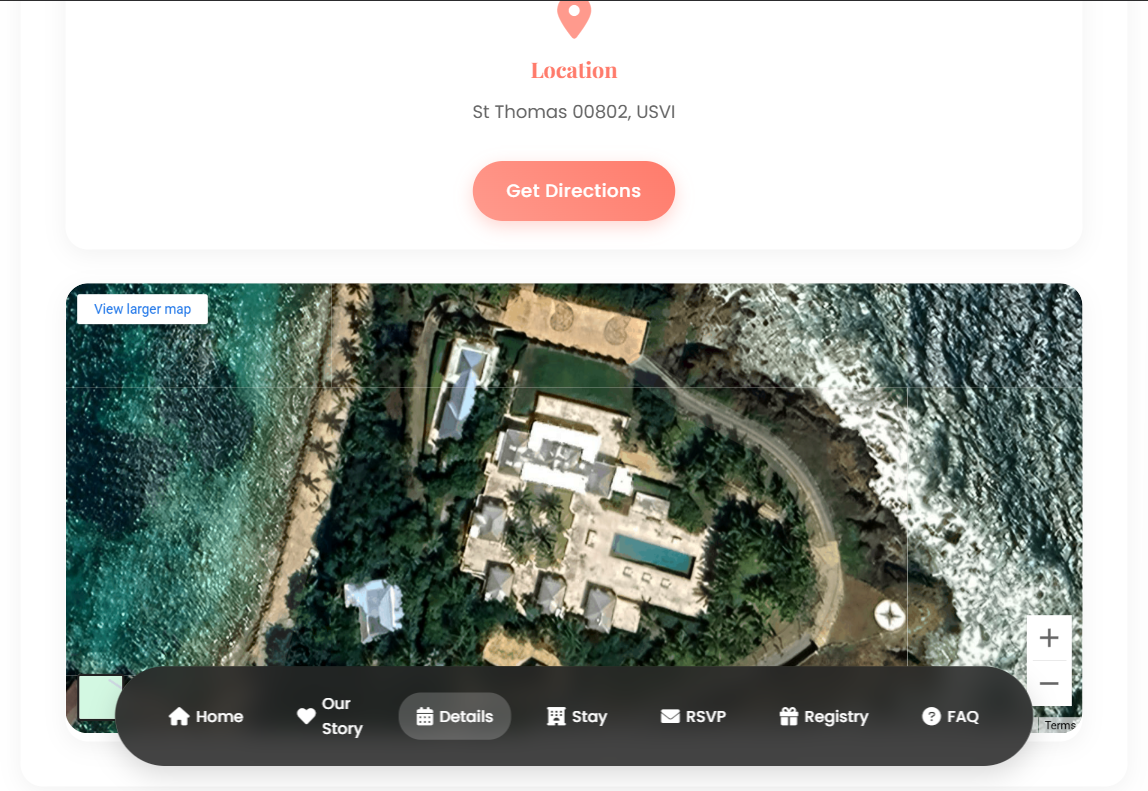 Location
St Thomas 00802, USVI
Get Directions
View larger map
Home
Our
Story
Details
Stay
RSVP
Registry
FAQ
Terms